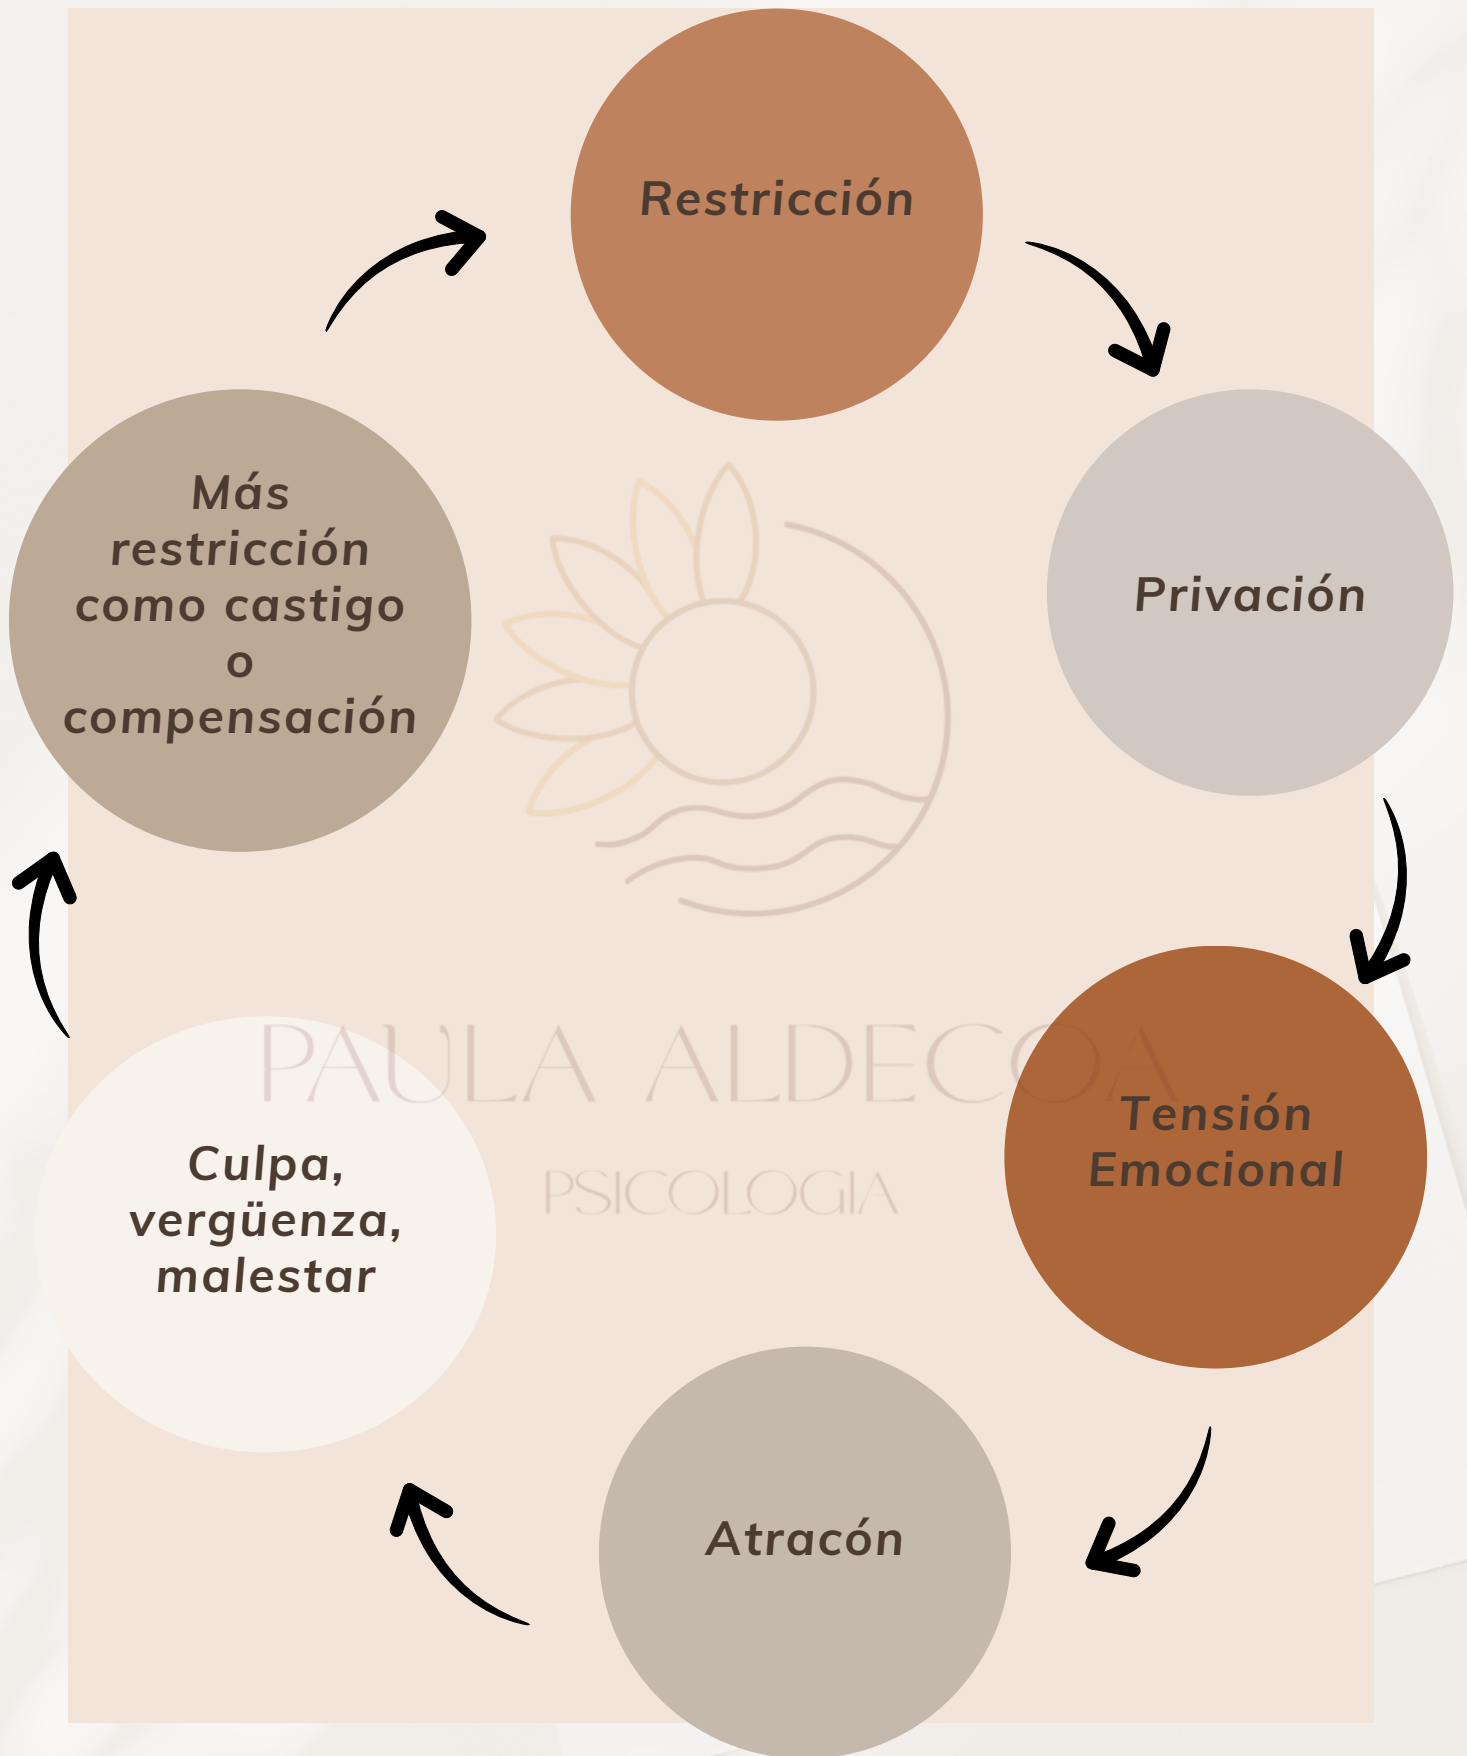 Restricción
Privación
Tensión
Emocional
Atracón
Culpa,
vergüenza,
malestar
Más
restricción
como castigo
o
compensación
PAULA ALDECOA
PSICOLOGIA